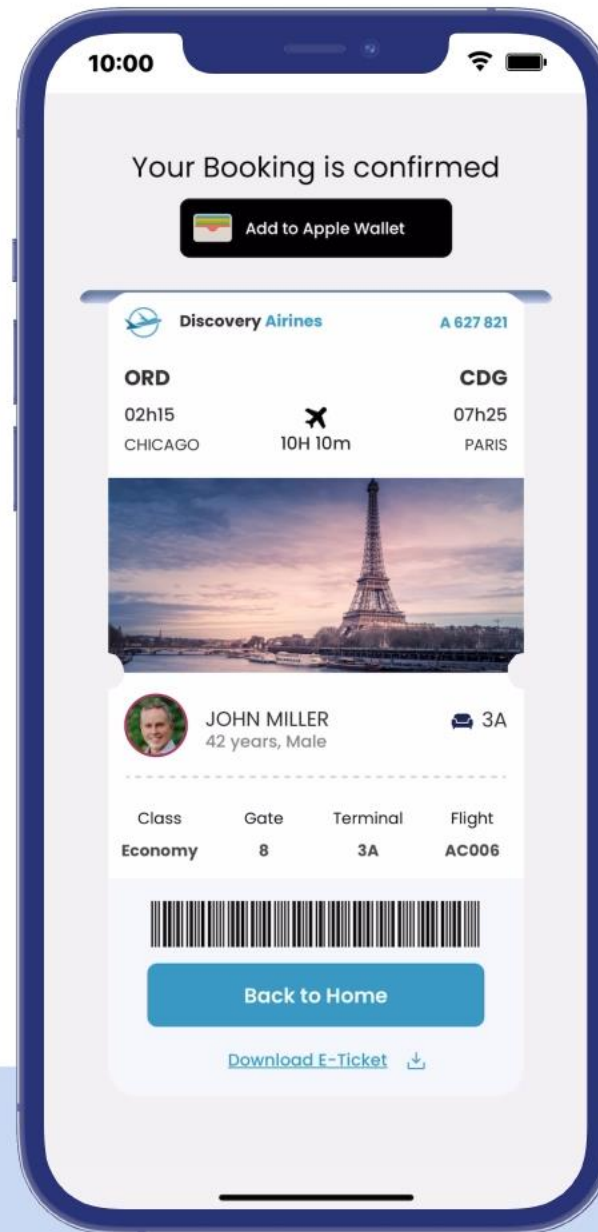 10:00
Your Booking is confirmed
Add to Apple Wallet
Discovery Airines A 627 821
ORD CDG
02h15 07h25
10H 10m
CHICAGO PARIS
JOHN MILLER 3A
42 years, Male
Class Gate Terminal Flight
Economy 8 3A AC006
Back to Home
Download E-Ticket